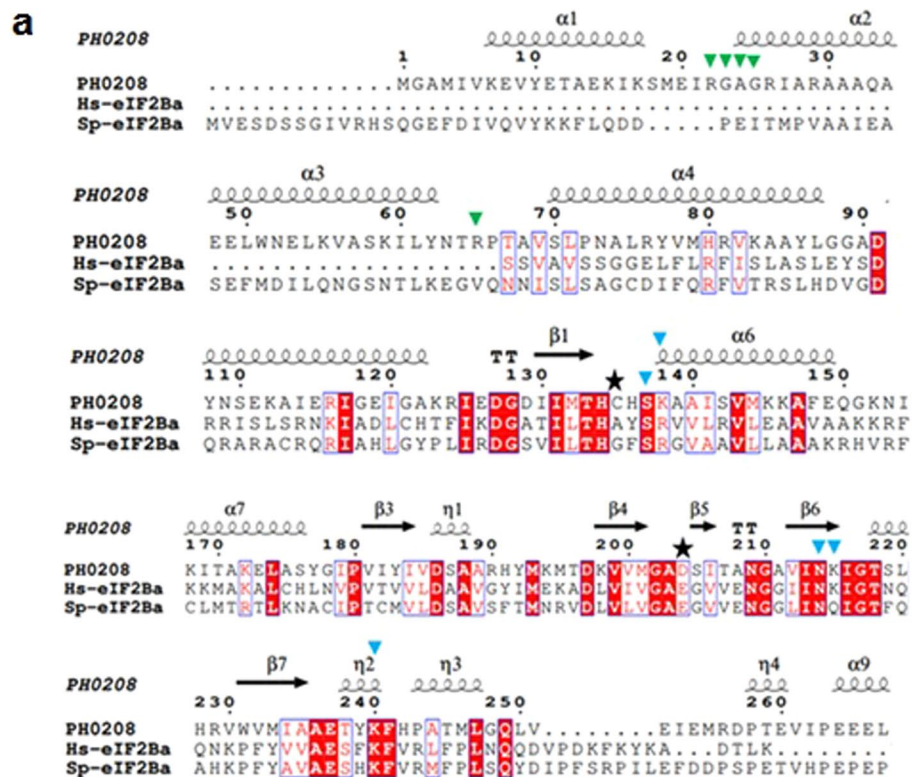 a
α1 α2
PH0208
1 10 20 30
PH0208 .............MGAMIVKEVYETAEKIKSMEIRGAGRIARAAAQA
Hs-eIF2Ba ...............................................
Sp-eIF2Ba MVESDSSGIVRHSQGEFDIVQVYKKFLQDD.....PEITMPVAAIEA
α3 α4
PH0208
50 60 70 80 90
PH0208 EELWNELKVASKILYNTRPTAVSLPNALRYVMHRVKAAYLGGAD
Hs-eIF2Ba ...................SSVAVSSGGELFLRFISLASLEYSD
Sp-eIF2Ba SEFMDILQNGSNTLKEGVQNNISLSAGCDIFQRFVTRSLHDVGD
β1 α6
PH0208 TT
110 120 130 140 150
PH0208 YNSEKAIERIGEIGAKRIEDGDIIMTHCHSKAAISVMKKAFEQGKNI
Hs-eIF2Ba RRISLSRNKIADLCHTFIKDGATILTHAYSRVVLRVLEAAVAAKKRF
Sp-eIF2Ba QRARACRQRIAHLGYPLIRDGSVILTHGFSRGVAAVLLAAAKRHVRF
α7 β3 η1 β4 β5 β6
PH0208 TT
170 180 190 200 210 220
PH0208 KITAKELASYGIPVIYIVDSAARHYMKMTDKVVMGADSITANGAVINKIGTSL
Hs-eIF2Ba KKMAKALCHLNVPVTVVLDAAVGYIMEKADLVIVGAEGVVENGGIINKIGTNQ
Sp-eIF2Ba CLMTRTLKNACIPTCMVLDSAVSFTMNRVDLVLVGAEGVVENGGLINQIGTFQ
β7 η2 η3 η4 α9
PH0208
230 240 250 260
PH0208 HRVWVMIAAETYKFHPATMLGQLV.........EIEMRDPTEVIPEEEL
Hs-eIF2Ba QNKPFYVVAESFKFVRLFPLNQQDVPDKFKYKA...DTLK.........
Sp-eIF2Ba AHKPFYAVAESHKFVRMFPLSQYDIPFSRPILEFDDPSPETVHPEPEP